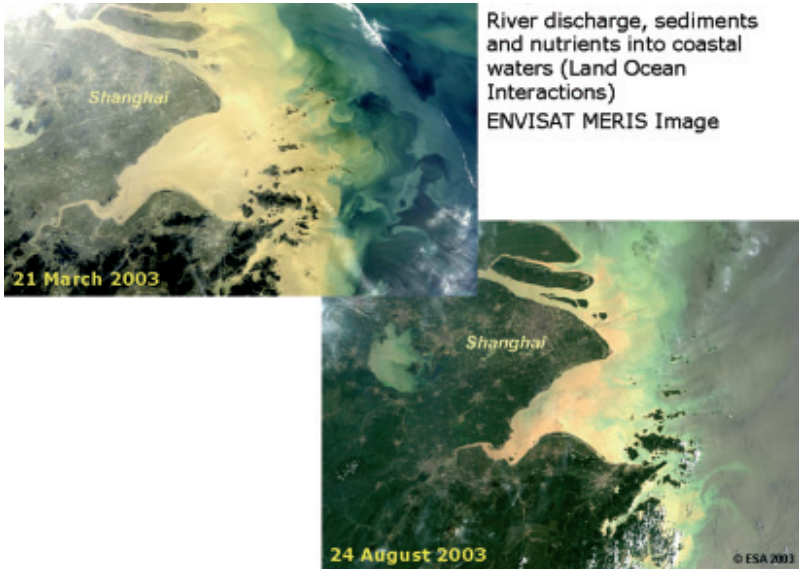 River discharge, sediments
and nutrients into coastal
waters (Land Ocean
Interactions)
ENVISAT MERIS Image
Shanghai
21 March 2003
Shanghai
24 August 2003
© ESA 2003